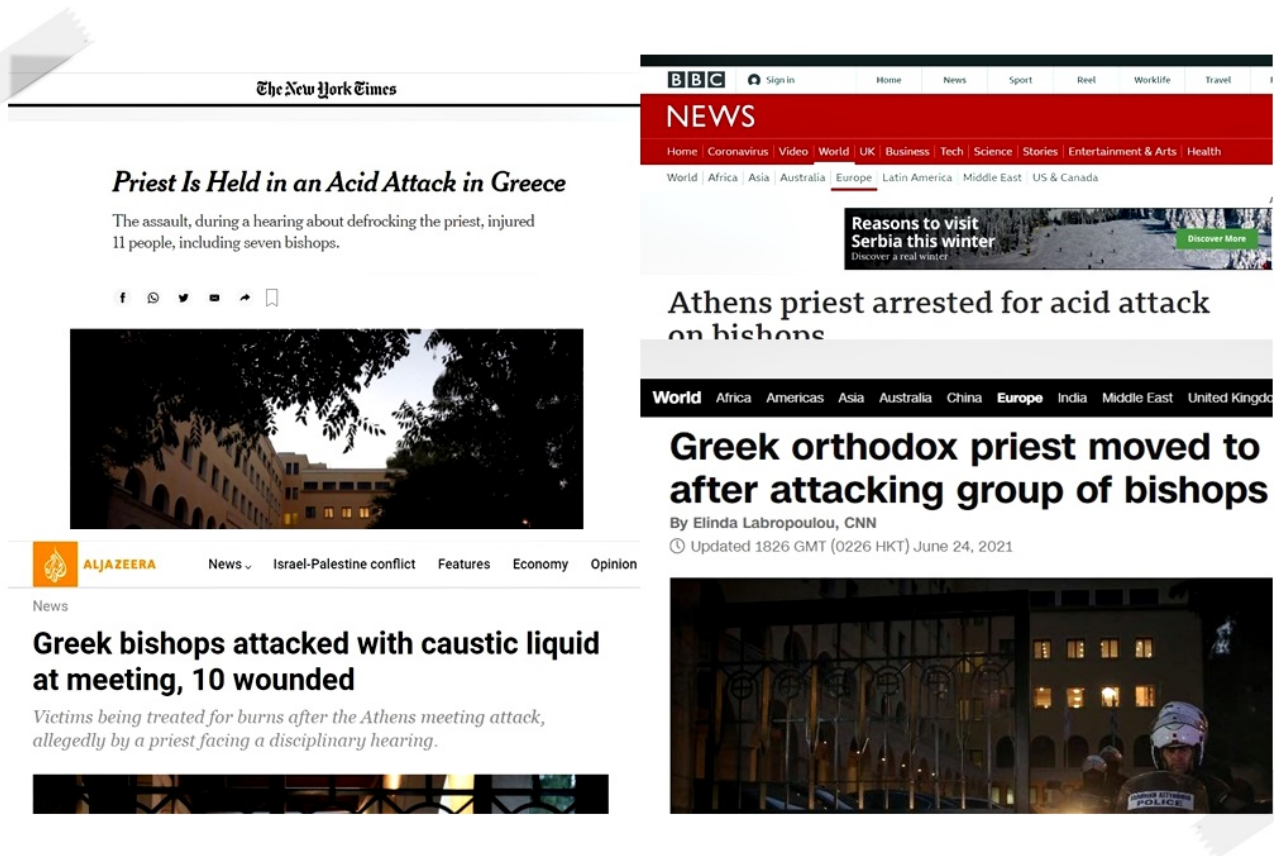 The New York Times
Priest Is Held in an Acid Attack in Greece
The assault, during a hearing about defrocking the priest, injured
11 people, including seven bishops.
ALJAZEERA
News Israel-Palestine conflict Features Economy Opinion
News
Greek bishops attacked with caustic liquid
at meeting, 10 wounded
Victims being treated for burns after the Athens meeting attack,
allegedly by a priest facing a disciplinary hearing.
BBC Sign in Home News Sport Reel Worklife Travel
NEWS
Home Coronavirus Video World UK Business Tech Science Stories Entertainment & Arts Health
World Africa Asia Australia Europe Latin America Middle East US & Canada
Reasons to visit
Serbia this winter
Discover a real winter
Discover More
Athens priest arrested for acid attack
on bishops
World Africa Americas Asia Australia China Europe India Middle East United Kingdo
Greek orthodox priest moved to
after attacking group of bishops
By Elinda Labropoulou, CNN
Updated 1826 GMT (0226 HKT) June 24, 2021
POLICE